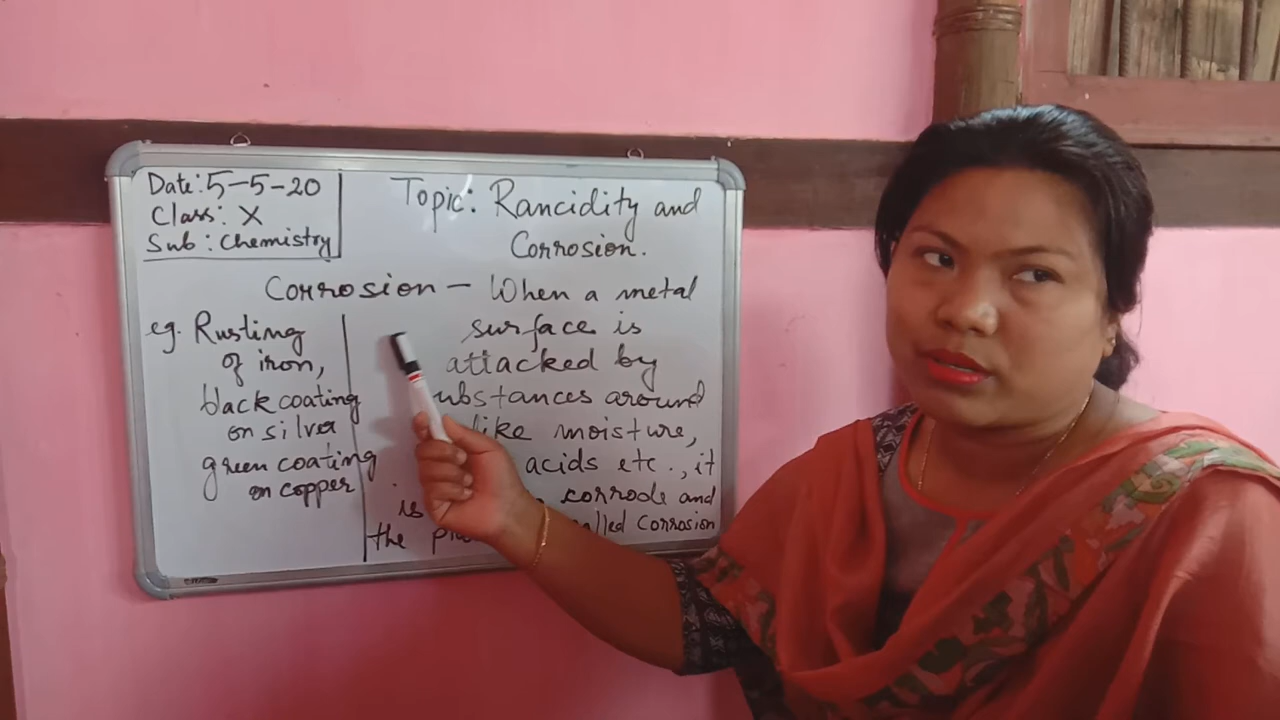 Date: 5-5-20
Class: X
Sub: Chemistry
Topic: Rancidity and
Corrosion.
Corrosion - When a metal
surface is
attacked by
ubstances around
like moisture,
acids etc., it
is corrode and
the alled corrosion
eg. Rusting
of iron,
black coating
on silver
green coating
on copper